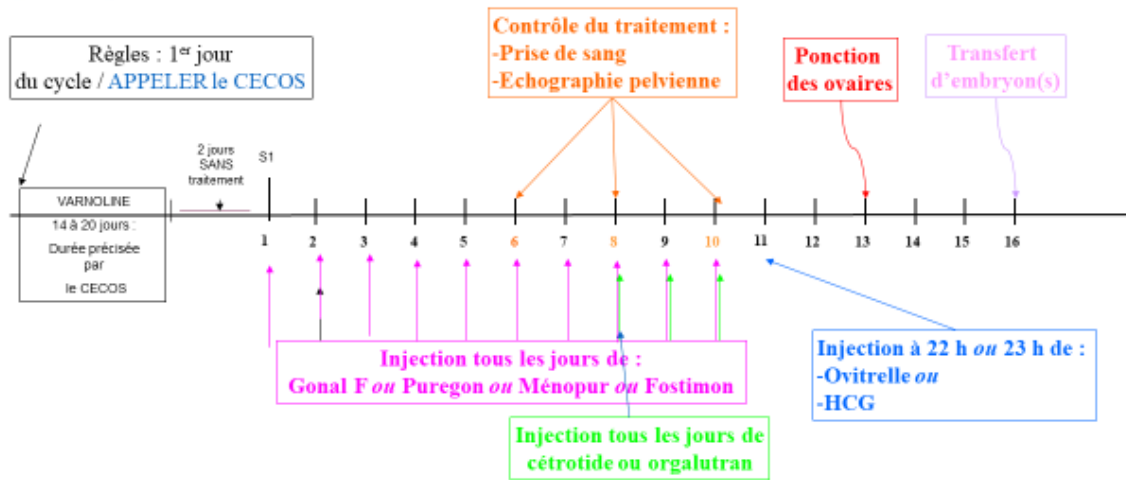 Règles : 1er jour
du cycle / APPELER le CECOS
Contrôle du traitement :
-Prise de sang
-Echographie pelvienne
Ponction
des ovaires
Transfert
d'embryon(s)
2 jours
SANS
traitement
S1
VARNOLINE
14 à 20 jours :
Durée précisée
par
le CECOS
1 2 3 4 5 6 7 8 9 10 11 12 13 14 15 16
Injection tous les jours de :
Gonal F ou Puregon ou Ménopur ou Fostimon
Injection à 22 h ou 23 h de :
-Ovitrelle ou
-HCG
Injection tous les jours de
cétrotide ou orgalutran